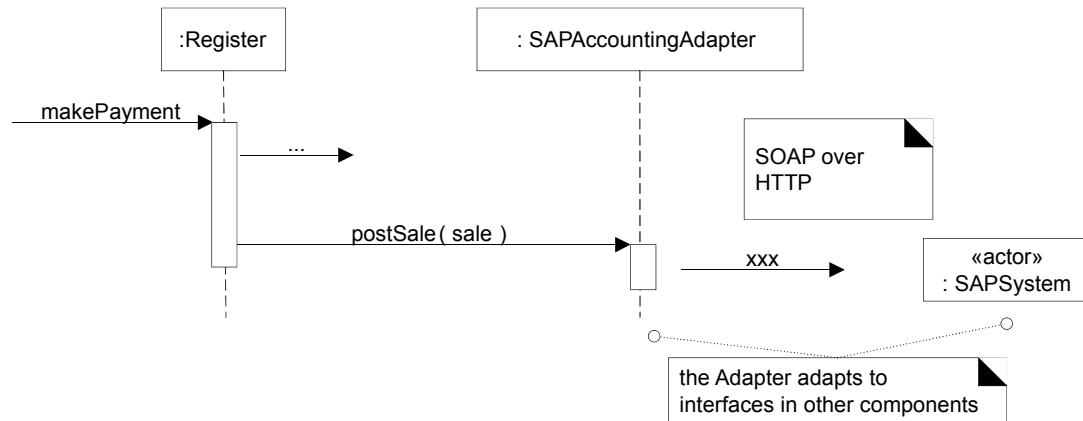 :Register
: SAPAccountingAdapter
makePayment
...
SOAP over
HTTP
postSale( sale )
xxx
«actor»
: SAPSystem
the Adapter adapts to
interfaces in other components